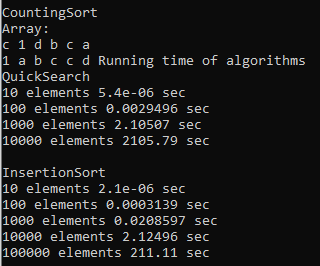 CountingSort
Array:
c 1 d b c a
1 a b c c d Running time of algorithms
QuickSearch
10 elements 5.4e-06 sec
100 elements 0.0029496 sec
1000 elements 2.10507 sec
10000 elements 2105.79 sec
InsertionSort
10 elements 2.1e-06 sec
100 elements 0.0003139 sec
1000 elements 0.0208597 sec
10000 elements 2.12496 sec
100000 elements 211.11 sec